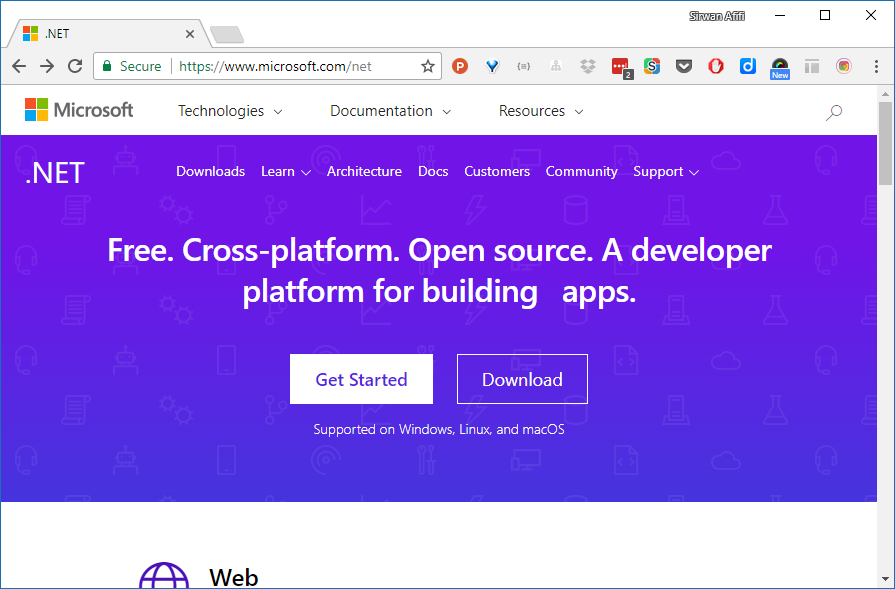 Sirwan Afifi
.NET
Secure https://www.microsoft.com/net
2
New
Microsoft Technologies Documentation Resources
.NET Downloads Learn Architecture Docs Customers Community Support
Free. Cross-platform. Open source. A developer
platform for building apps.
Get Started Download
Supported on Windows, Linux, and macOS
Web